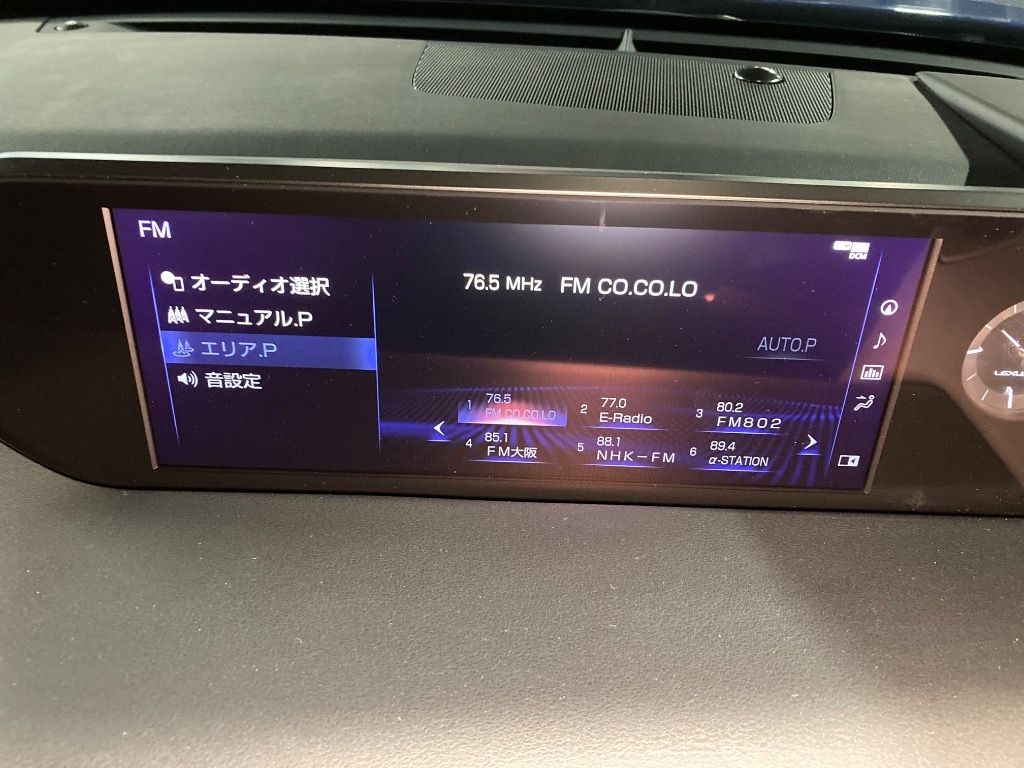 FM
DCM
オーディオ選択
マニュアル.P
エリア.P
音設定
76.5 MHz FM CO.CO.LO
AUTO.P
1 76.5 FM CO.CO.LO
2 77.0 E-Radio
3 80.2 FM802
4 85.1 FM大阪
5 88.1 NHK-FM
6 89.4 α-STATION
LEXUS